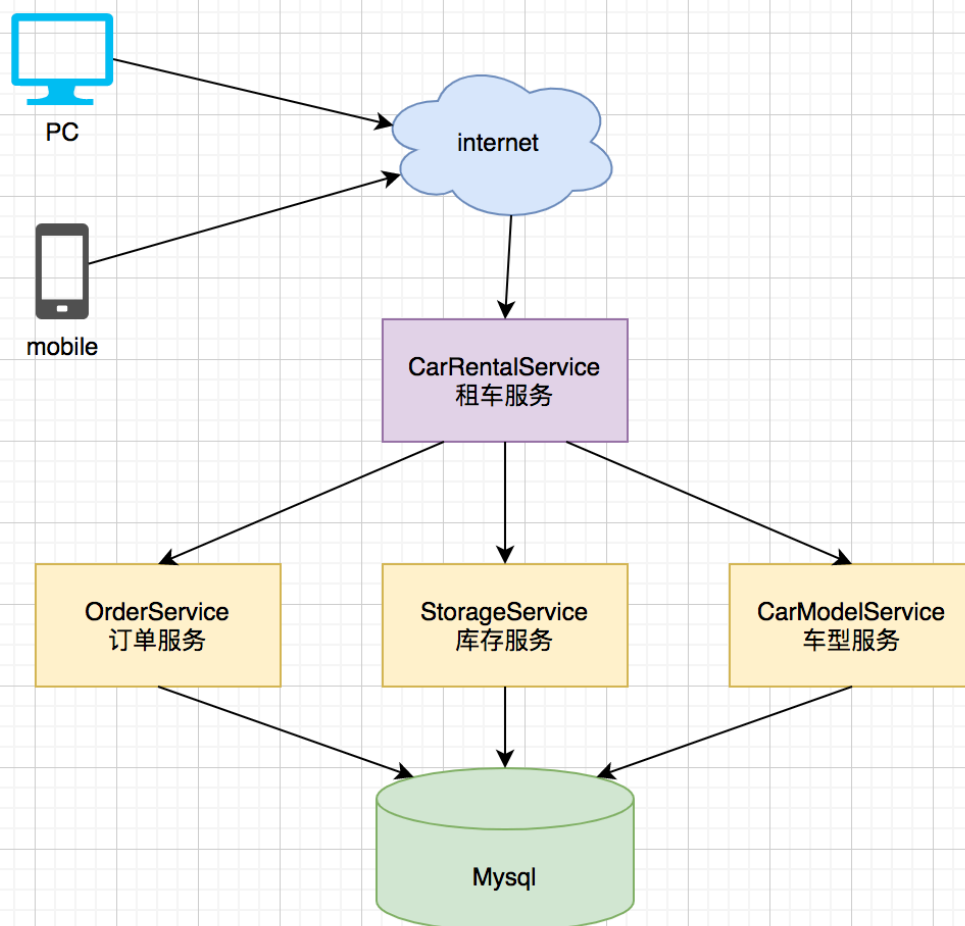 PC
internet
mobile
CarRentalService
租车服务
OrderService
订单服务
StorageService
库存服务
CarModelService
车型服务
Mysql